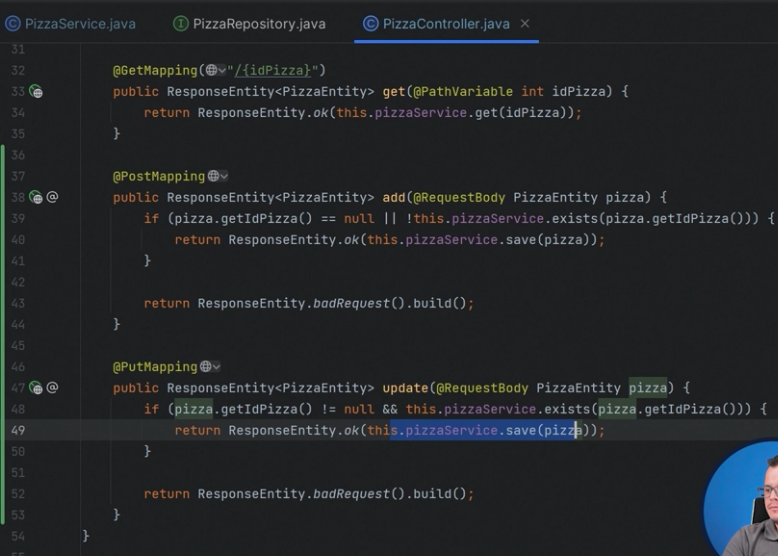 PizzaService.java PizzaRepository.java PizzaController.java
31
32 @GetMapping("/{idPizza}")
33 public ResponseEntity<PizzaEntity> get(@PathVariable int idPizza) {
34 return ResponseEntity.ok(this.pizzaService.get(idPizza));
35 }
36
37 @PostMapping
38 @ public ResponseEntity<PizzaEntity> add(@RequestBody PizzaEntity pizza) {
39 if (pizza.getIdPizza() == null || !this.pizzaService.exists(pizza.getIdPizza())) {
40 return ResponseEntity.ok(this.pizzaService.save(pizza));
41 }
42
43 return ResponseEntity.badRequest().build();
44 }
45
46 @PutMapping
47 @ public ResponseEntity<PizzaEntity> update(@RequestBody PizzaEntity pizza) {
48 if (pizza.getIdPizza() != null && this.pizzaService.exists(pizza.getIdPizza())) {
49 return ResponseEntity.ok(this.pizzaService.save(pizza));
50 }
51
52 return ResponseEntity.badRequest().build();
53 }
54 }